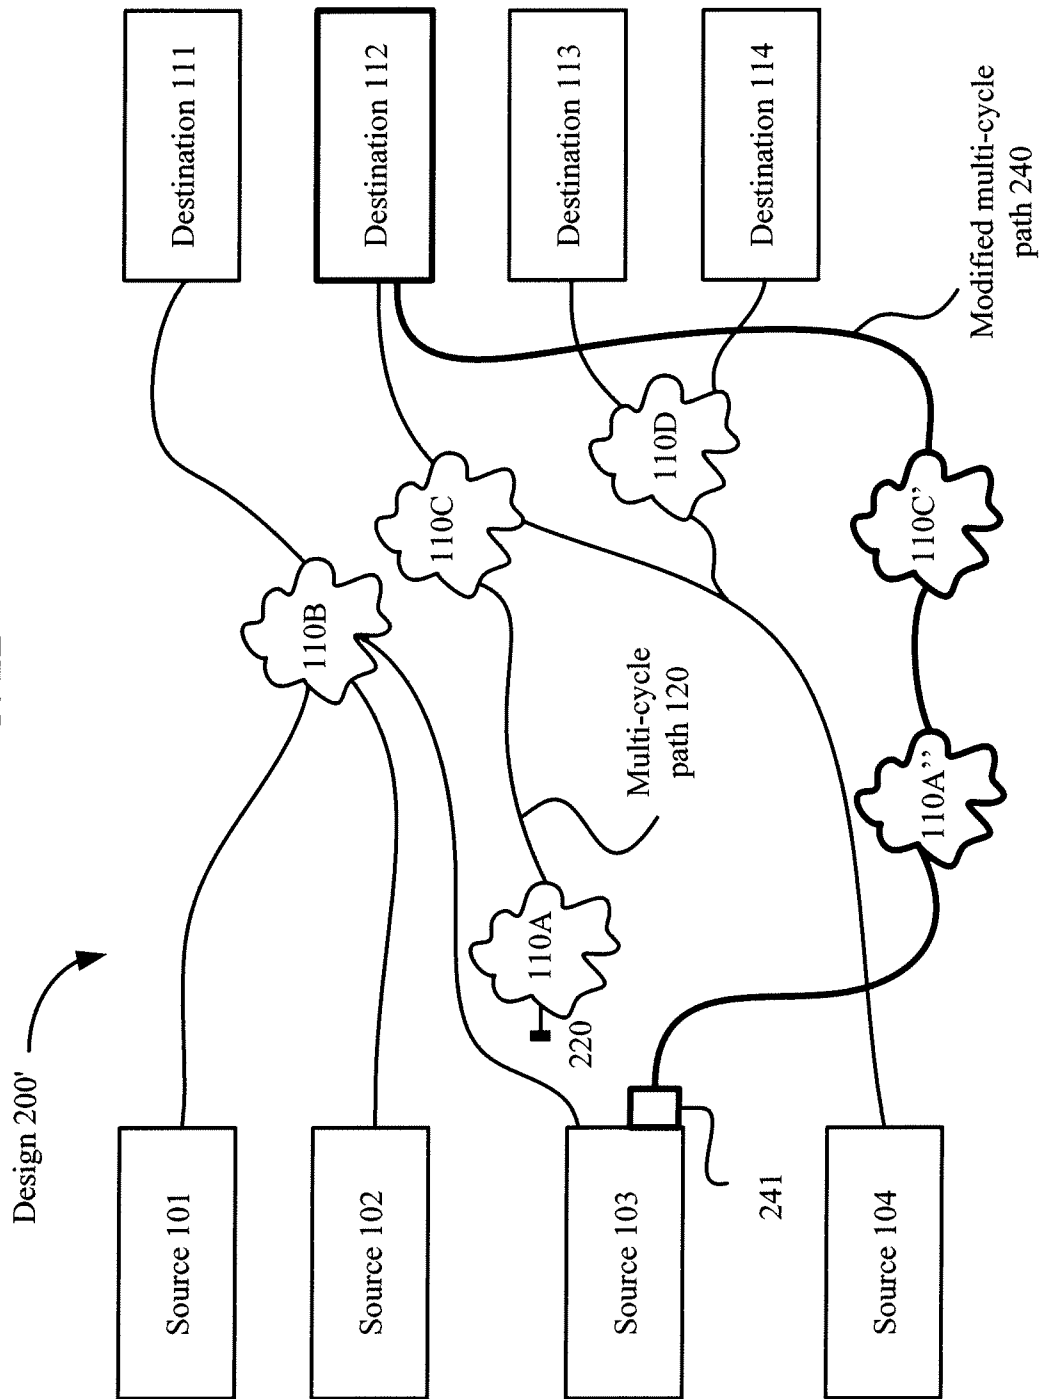 Design 200'
Source 101
Source 102
Source 103
Source 104
241
220
110A
110B
110C
110D
110A’’
110C’
Multi-cycle
path 120
Destination 111
Destination 112
Destination 113
Destination 114
Modified multi-cycle
path 240